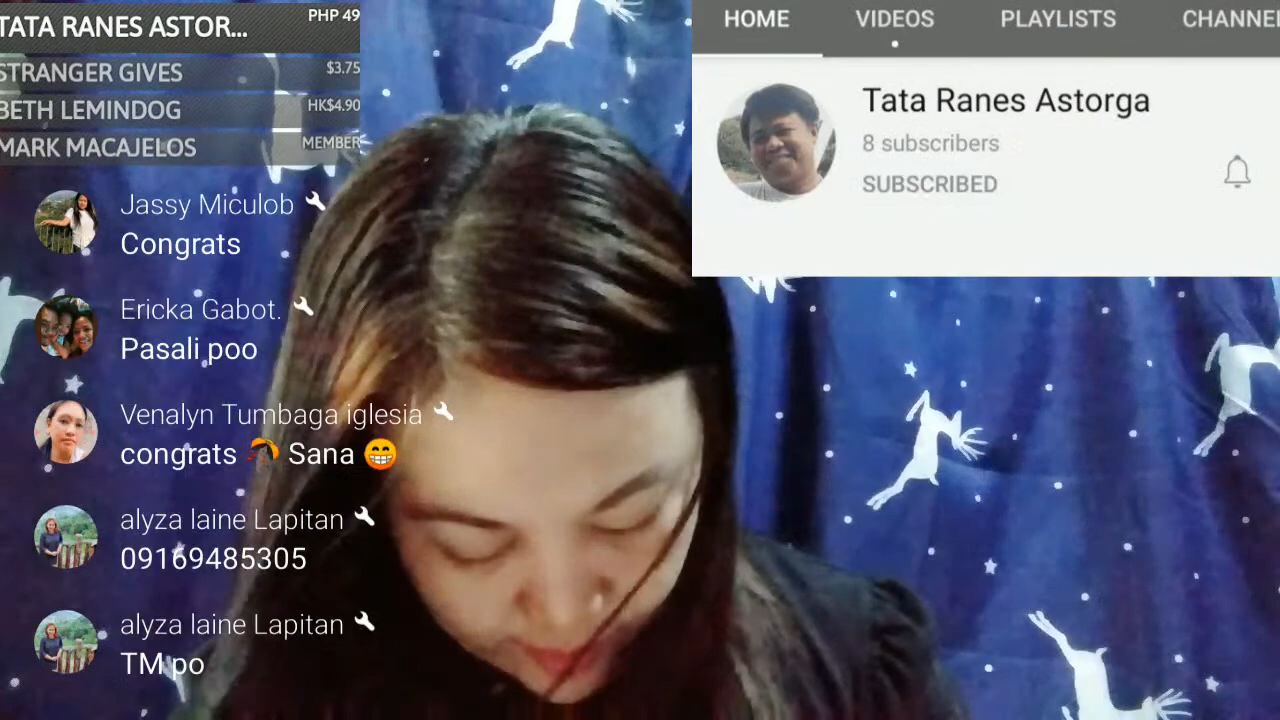 TATA RANES ASTOR...
PHP 49
STRANGER GIVES
$3.75
BETH LEMINDOG
HK$4.90
MARK MACAJELOS
MEMBER
Jassy Miculob
Congrats
Ericka Gabot.
Pasali poo
Venalyn Tumbaga iglesia
congrats 🎊 Sana 😁
alyza laine Lapitan
09169485305
alyza laine Lapitan
TM po
HOME VIDEOS PLAYLISTS CHANNEL
Tata Ranes Astorga
8 subscribers
SUBSCRIBED